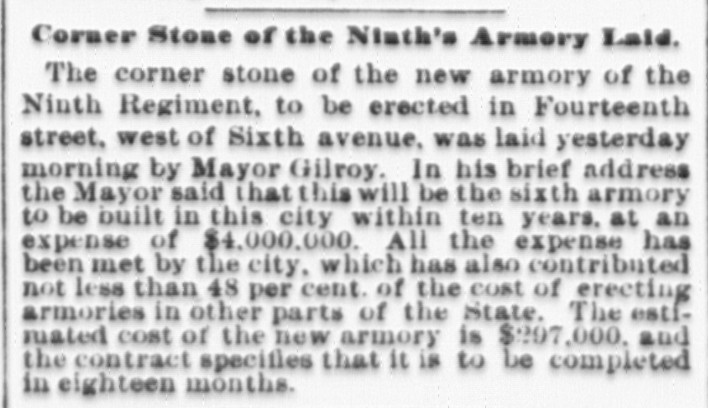 Corner Stone of the Ninth's Armory Laid.
The corner stone of the new armory of the
Ninth Regiment, to be erected in Fourteenth
street, west of Sixth avenue, was laid yesterday
morning by Mayor Gilroy. In his brief address
the Mayor said that this will be the sixth armory
to be built in this city within ten years, at an
expense of $4,000,000. All the expense has
been met by the city, which has also contributed
not less than 48 per cent. of the cost of erecting
armories in other parts of the State. The esti-
mated cost of the new armory is $297,000, and
the contract specifies that it is to be completed
in eighteen months.